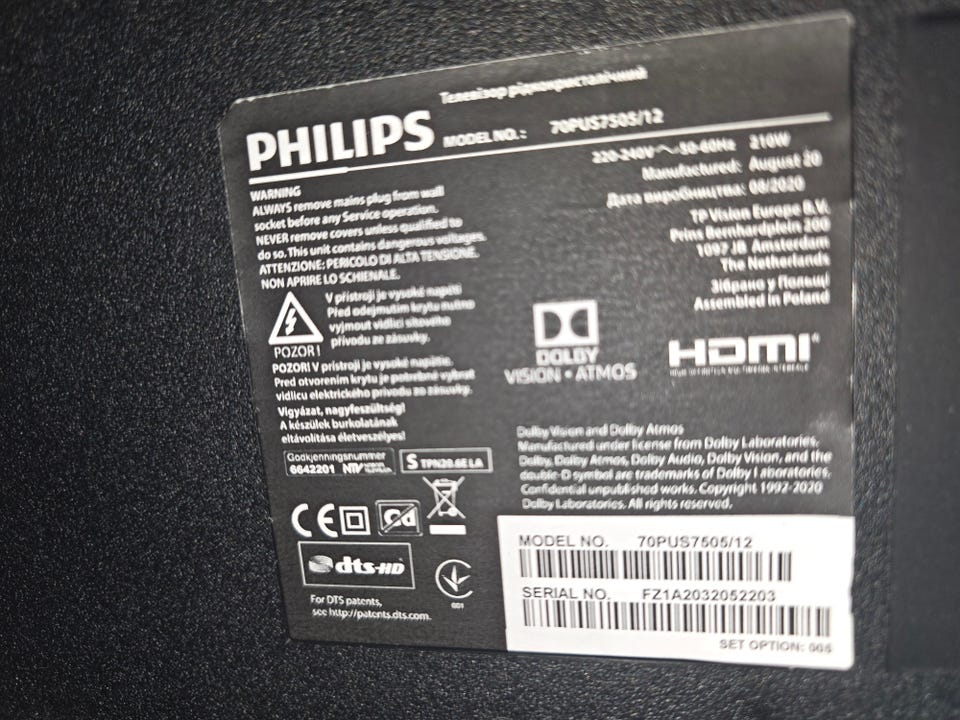 Телевізор рідкокристалічний
PHILIPS MODEL NO.: 70PUS7505/12
220-240V ~ 50-60Hz 210W
Manufactured: August 20
Дата виробництва: 08/2020
TP Vision Europe B.V.
Prins Bernhardplein 200
1097 JB Amsterdam
The Netherlands
Зібрано у Польщі
Assembled in Poland
WARNING
ALWAYS remove mains plug from wall
socket before any Service operation.
NEVER remove covers unless qualified to
do so. This unit contains dangerous voltages.
ATTENZIONE: PERICOLO DI ALTA TENSIONE.
NON APRIRE LO SCHIENALE.
V přístroji je vysoké napětí
Před odejmutím krytu nutno
vyjmout vidlici síťového
přívodu ze zásuvky.
POZOR!
POZOR! V prístroji je vysoké napätie.
Pred otvorením krytu je potrebné vybrat
vidlicu elektrického prívodu zo zásuvky.
Vigyázat, nagyfeszültség!
A készülek burkolatának
eltávolítása életveszélyes!
DOLBY
VISION • ATMOS
HDMI
Godkjenningsnummer
6642201 NTV
S TPN20.6E LA
Dolby Vision and Dolby Atmos
Manufactured under license from Dolby Laboratories.
Dolby, Dolby Atmos, Dolby Audio, Dolby Vision, and the
double-D symbol are trademarks of Dolby Laboratories.
Confidential unpublished works. Copyright 1992-2020
Dolby Laboratories. All rights reserved.
CE Cd
dts-HD
001
For DTS patents,
see http://patents.dts.com.
MODEL NO. 70PUS7505/12
SERIAL NO. FZ1A2032052203
SET OPTION: 005